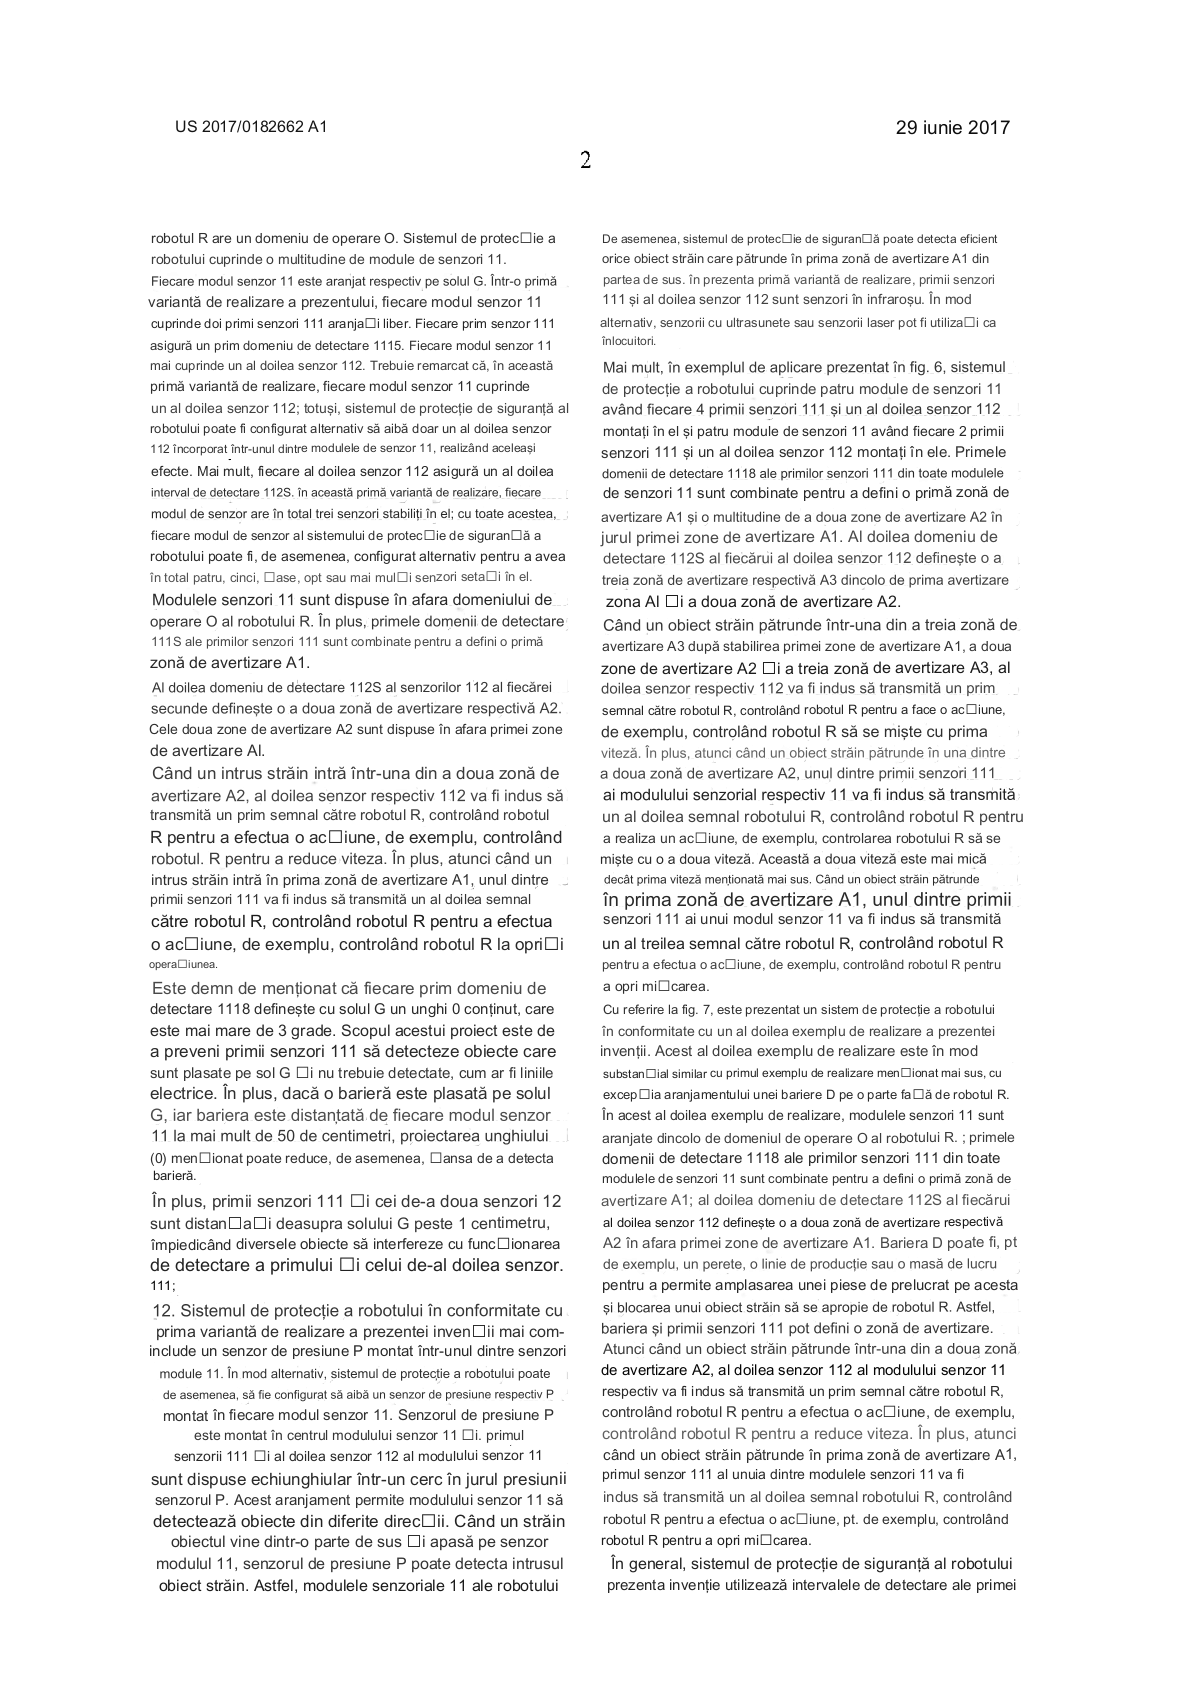 US 2017/0182662 A1
29 iunie 2017
2
robotul R are un domeniu de operare O. Sistemul de protec□ie a
robotului cuprinde o multitudine de module de senzori 11.
Fiecare modul senzor 11 este aranjat respectiv pe solul G. Într-o primă
variantă de realizare a prezentului, fiecare modul senzor 11
cuprinde doi primi senzori 111 aranja□i liber. Fiecare prim senzor 111
asigură un prim domeniu de detectare 1115. Fiecare modul senzor 11
mai cuprinde un al doilea senzor 112. Trebuie remarcat că, în această
primă variantă de realizare, fiecare modul senzor 11 cuprinde
un al doilea senzor 112; totuși, sistemul de protecție de siguranță al
robotului poate fi configurat alternativ să aibă doar un al doilea senzor
112 încorporat într-unul dintre modulele de senzor 11, realizând aceleași
efecte. Mai mult, fiecare al doilea senzor 112 asigură un al doilea
interval de detectare 112S. în această primă variantă de realizare, fiecare
modul de senzor are în total trei senzori stabiliți în el; cu toate acestea,
fiecare modul de senzor al sistemului de protec□ie de siguran□ă a
robotului poate fi, de asemenea, configurat alternativ pentru a avea
în total patru, cinci, □ase, opt sau mai mul□i senzori seta□i în el.
Modulele senzori 11 sunt dispuse în afara domeniului de
operare O al robotului R. În plus, primele domenii de detectare
111S ale primilor senzori 111 sunt combinate pentru a defini o primă
zonă de avertizare A1.
Al doilea domeniu de detectare 112S al senzorilor 112 al fiecărei
secunde definește o a doua zonă de avertizare respectivă A2.
Cele doua zone de avertizare A2 sunt dispuse în afara primei zone
de avertizare Al.
Când un intrus străin intră într-una din a doua zonă de
avertizare A2, al doilea senzor respectiv 112 va fi indus să
transmită un prim semnal către robotul R, controlând robotul
R pentru a efectua o ac□iune, de exemplu, controlând
robotul. R pentru a reduce viteza. În plus, atunci când un
intrus străin intră în prima zonă de avertizare A1, unul dintre
primii senzori 111 va fi indus să transmită un al doilea semnal
către robotul R, controlând robotul R pentru a efectua
o ac□iune, de exemplu, controlând robotul R la opri□i
opera□iunea.
Este demn de menționat că fiecare prim domeniu de
detectare 1118 definește cu solul G un unghi 0 conținut, care
este mai mare de 3 grade. Scopul acestui proiect este de
a preveni primii senzori 111 să detecteze obiecte care
sunt plasate pe sol G □i nu trebuie detectate, cum ar fi liniile
electrice. În plus, dacă o barieră este plasată pe solul
G, iar bariera este distanțată de fiecare modul senzor
11 la mai mult de 50 de centimetri, proiectarea unghiului
(0) men□ionat poate reduce, de asemenea, □ansa de a detecta
barieră.
În plus, primii senzori 111 □i cei de-a doua senzori 12
sunt distan□a□i deasupra solului G peste 1 centimetru,
împiedicând diversele obiecte să interfereze cu func□ionarea
de detectare a primului □i celui de-al doilea senzor.
111;
12. Sistemul de protecție a robotului în conformitate cu
prima variantă de realizare a prezentei inven□ii mai com-
include un senzor de presiune P montat într-unul dintre senzori
module 11. În mod alternativ, sistemul de protecție a robotului poate
de asemenea, să fie configurat să aibă un senzor de presiune respectiv P
montat în fiecare modul senzor 11. Senzorul de presiune P
este montat în centrul modulului senzor 11 □i. primul
senzorii 111 □i al doilea senzor 112 al modulului senzor 11
sunt dispuse echiunghiular într-un cerc în jurul presiunii
senzorul P. Acest aranjament permite modulului senzor 11 să
detectează obiecte din diferite direc□ii. Când un străin
obiectul vine dintr-o parte de sus □i apasă pe senzor
modulul 11, senzorul de presiune P poate detecta intrusul
obiect străin. Astfel, modulele senzoriale 11 ale robotului
De asemenea, sistemul de protec□ie de siguran□ă poate detecta eficient
orice obiect străin care pătrunde în prima zonă de avertizare A1 din
partea de sus. în prezenta primă variantă de realizare, primii senzori
111 și al doilea senzor 112 sunt senzori în infraroșu. În mod
alternativ, senzorii cu ultrasunete sau senzorii laser pot fi utiliza□i ca
înlocuitori.
Mai mult, în exemplul de aplicare prezentat în fig. 6, sistemul
de protecție a robotului cuprinde patru module de senzori 11
având fiecare 4 primii senzori 111 și un al doilea senzor 112
montați în el și patru module de senzori 11 având fiecare 2 primii
senzori 111 și un al doilea senzor 112 montați în ele. Primele
domenii de detectare 1118 ale primilor senzori 111 din toate modulele
de senzori 11 sunt combinate pentru a defini o primă zonă de
avertizare A1 și o multitudine de a doua zone de avertizare A2 în
jurul primei zone de avertizare A1. Al doilea domeniu de
detectare 112S al fiecărui al doilea senzor 112 definește o a
treia zonă de avertizare respectivă A3 dincolo de prima avertizare
zona Al □i a doua zonă de avertizare A2.
Când un obiect străin pătrunde într-una din a treia zonă de
avertizare A3 după stabilirea primei zone de avertizare A1, a doua
zone de avertizare A2 □i a treia zonă de avertizare A3, al
doilea senzor respectiv 112 va fi indus să transmită un prim
semnal către robotul R, controlând robotul R pentru a face o ac□iune,
de exemplu, controlând robotul R să se miște cu prima
viteză. În plus, atunci când un obiect străin pătrunde în una dintre
a doua zonă de avertizare A2, unul dintre primii senzori 111
ai modulului senzorial respectiv 11 va fi indus să transmită
un al doilea semnal robotului R, controlând robotul R pentru
a realiza un ac□iune, de exemplu, controlarea robotului R să se
miște cu o a doua viteză. Această a doua viteză este mai mică
decât prima viteză menționată mai sus. Când un obiect străin pătrunde
în prima zonă de avertizare A1, unul dintre primii
senzori 111 ai unui modul senzor 11 va fi indus să transmită
un al treilea semnal către robotul R, controlând robotul R
pentru a efectua o ac□iune, de exemplu, controlând robotul R pentru
a opri mi□carea.
Cu referire la fig. 7, este prezentat un sistem de protecție a robotului
în conformitate cu un al doilea exemplu de realizare a prezentei
invenții. Acest al doilea exemplu de realizare este în mod
substan□ial similar cu primul exemplu de realizare men□ionat mai sus, cu
excep□ia aranjamentului unei bariere D pe o parte fa□ă de robotul R.
În acest al doilea exemplu de realizare, modulele senzori 11 sunt
aranjate dincolo de domeniul de operare O al robotului R. ; primele
domenii de detectare 1118 ale primilor senzori 111 din toate
modulele de senzori 11 sunt combinate pentru a defini o primă zonă de
avertizare A1; al doilea domeniu de detectare 112S al fiecărui
al doilea senzor 112 definește o a doua zonă de avertizare respectivă
A2 în afara primei zone de avertizare A1. Bariera D poate fi, pt
de exemplu, un perete, o linie de producție sau o masă de lucru
pentru a permite amplasarea unei piese de prelucrat pe acesta
și blocarea unui obiect străin să se apropie de robotul R. Astfel,
bariera și primii senzori 111 pot defini o zonă de avertizare.
Atunci când un obiect străin pătrunde într-una din a doua zonă
de avertizare A2, al doilea senzor 112 al modulului senzor 11
respectiv va fi indus să transmită un prim semnal către robotul R,
controlând robotul R pentru a efectua o ac□iune, de exemplu,
controlând robotul R pentru a reduce viteza. În plus, atunci
când un obiect străin pătrunde în prima zonă de avertizare A1,
primul senzor 111 al unuia dintre modulele senzori 11 va fi
indus să transmită un al doilea semnal robotului R, controlând
robotul R pentru a efectua o ac□iune, pt. de exemplu, controlând
robotul R pentru a opri mi□carea.
În general, sistemul de protecție de siguranță al robotului
prezenta invenție utilizează intervalele de detectare ale primei